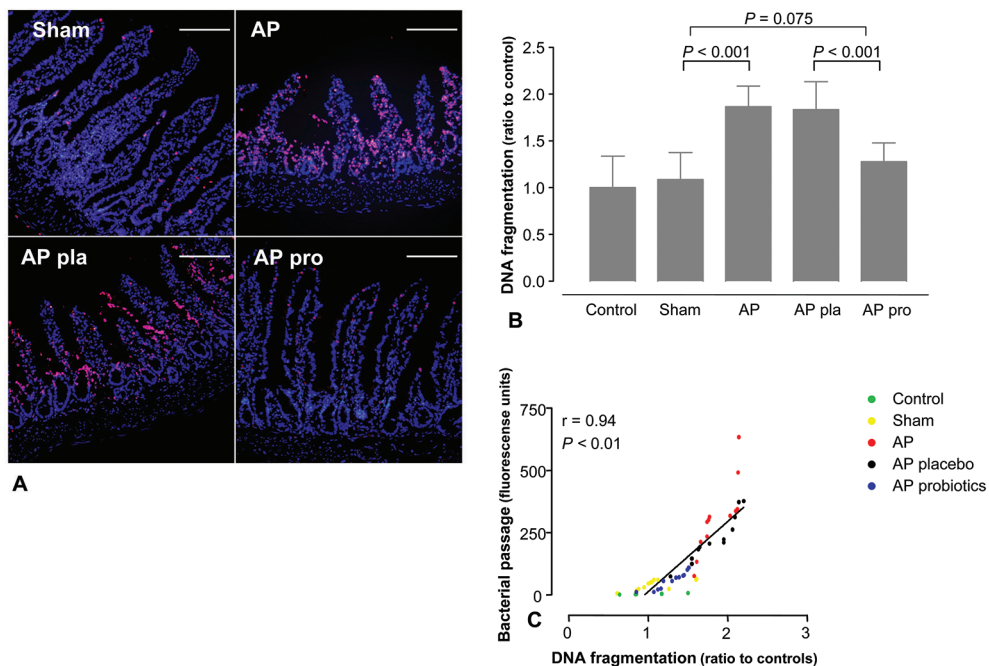 Sham
AP
AP pla
AP pro
A
P = 0.075
P < 0.001
P < 0.001
DNA fragmentation (ratio to control)
2.5
2.0
1.5
1.0
0.5
0.0
Control Sham AP AP pla AP pro
B
Bacterial passage (fluorescense units)
750
500
250
0
r = 0.94
P < 0.01
Control
Sham
AP
AP placebo
AP probiotics
C
0 1 2 3
DNA fragmentation (ratio to controls)